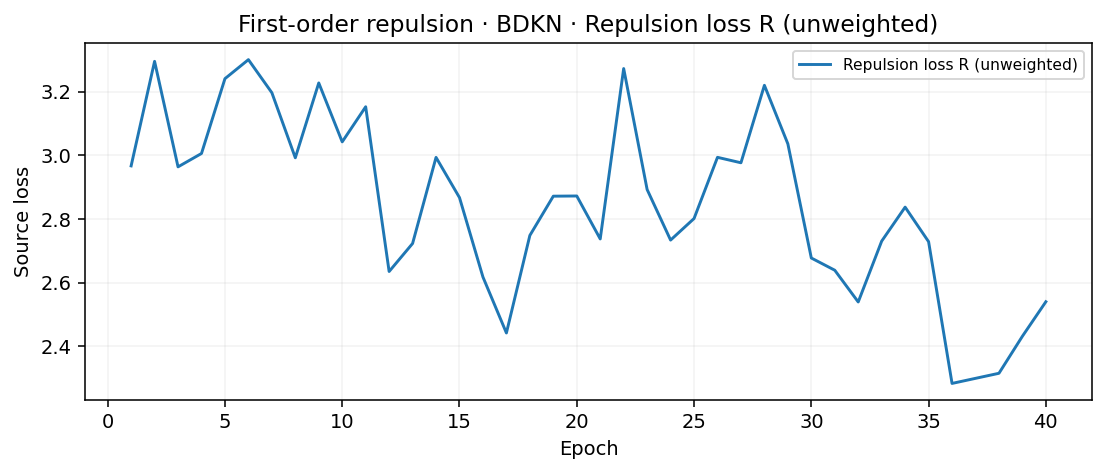 First-order repulsion · BDKN · Repulsion loss R (unweighted)
Repulsion loss R (unweighted)
Source loss
3.2
3.0
2.8
2.6
2.4
0 5 10 15 20 25 30 35 40
Epoch